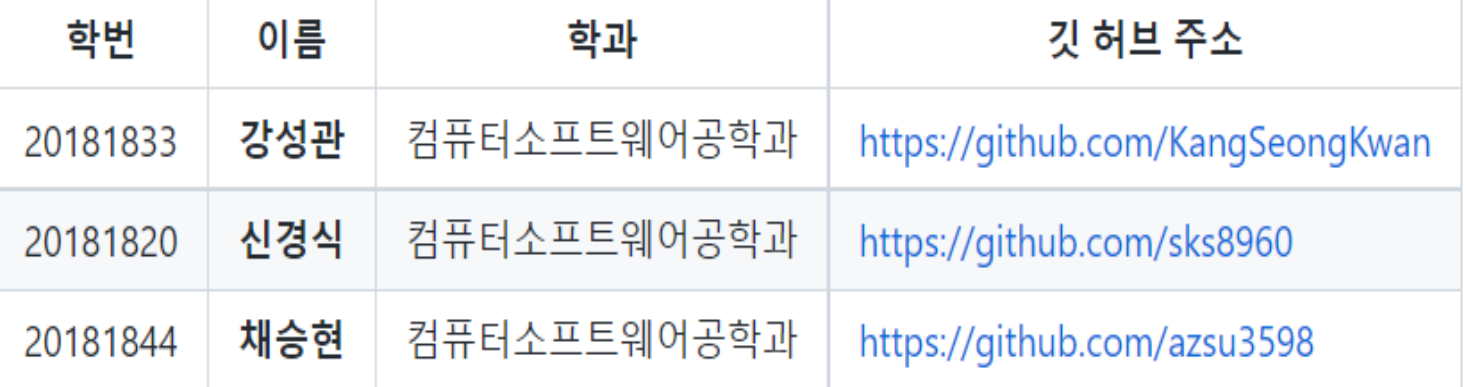 학번 이름 학과 깃 허브 주소
20181833 강성관 컴퓨터소프트웨어공학과 https://github.com/KangSeongKwan
20181820 신경식 컴퓨터소프트웨어공학과 https://github.com/sks8960
20181844 채승현 컴퓨터소프트웨어공학과 https://github.com/azsu3598